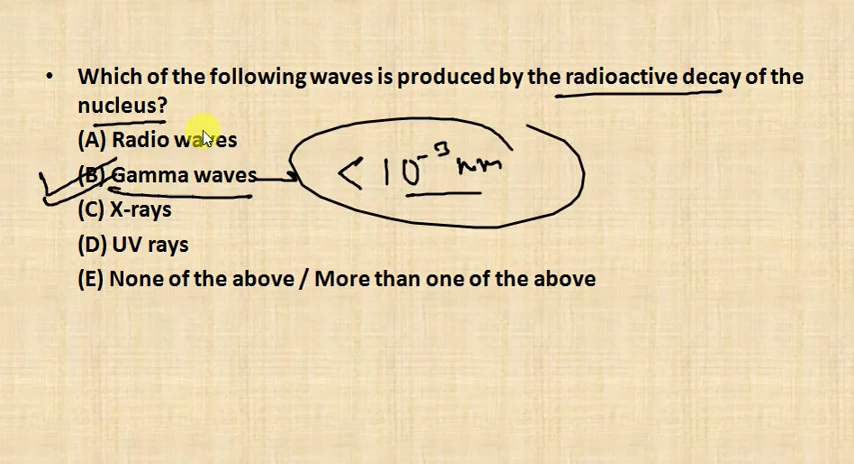 • Which of the following waves is produced by the radioactive decay of the
nucleus?
(A) Radio waves
(B) Gamma waves < 10⁻³ nm
(C) X-rays
(D) UV rays
(E) None of the above / More than one of the above